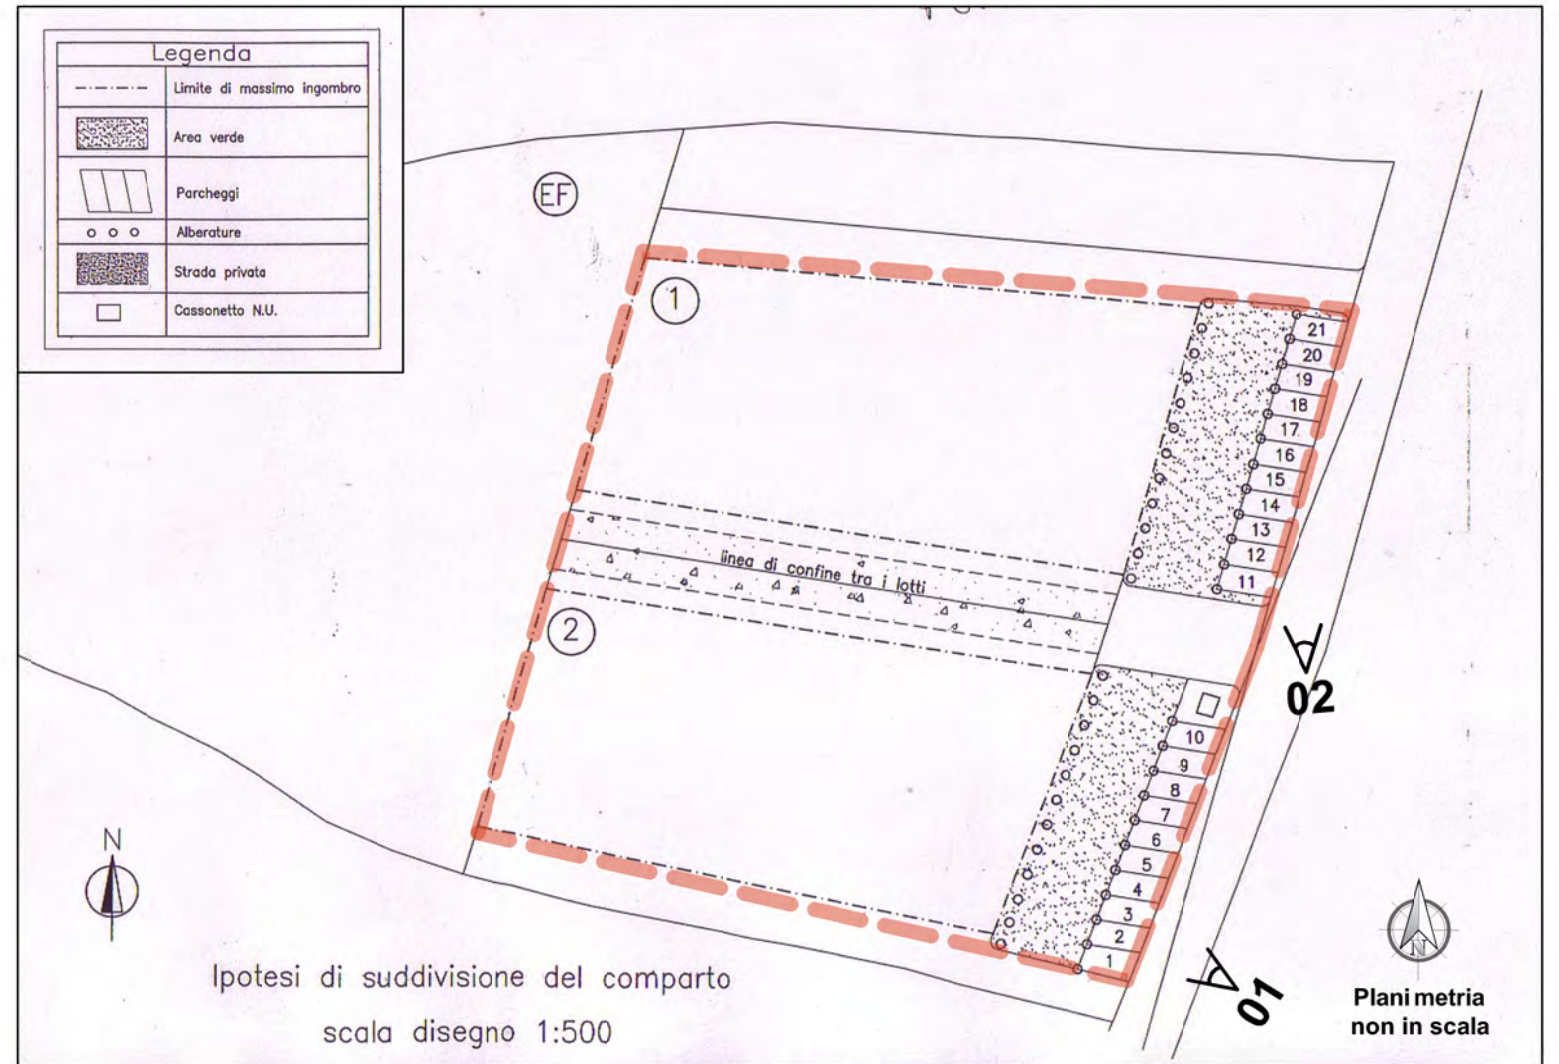 Legenda
Limite di massimo ingombro
Area verde
Parcheggi
Alberature
Strada privata
Cassonetto N.U.
EF
1
21
20
19
18
17
16
15
14
13
12
11
linea di confine tra i lotti
2
02
10
9
8
7
6
5
4
3
2
1
01
N
Ipotesi di suddivisione del comparto
scala disegno 1:500
N
Planimetria
non in scala